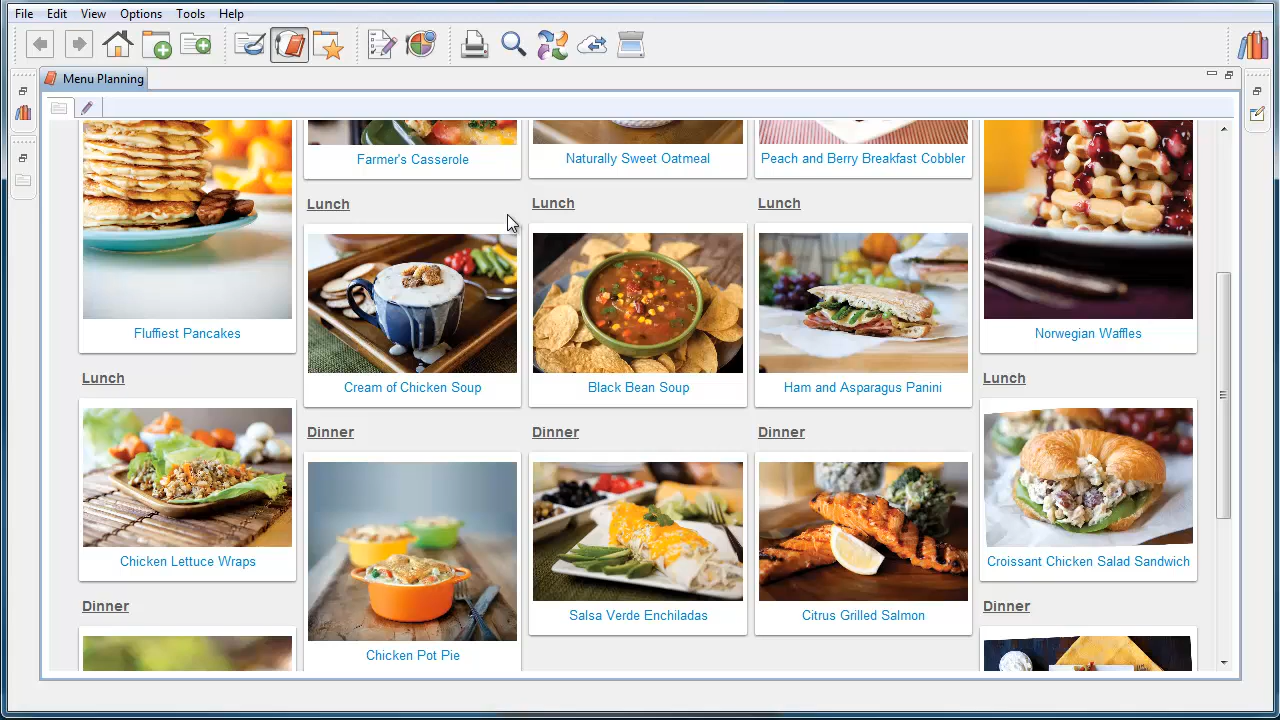 File Edit View Options Tools Help
Menu Planning
Farmer's Casserole
Naturally Sweet Oatmeal
Peach and Berry Breakfast Cobbler
Lunch
Lunch
Lunch
Fluffiest Pancakes
Norwegian Waffles
Lunch
Cream of Chicken Soup
Black Bean Soup
Ham and Asparagus Panini
Lunch
Dinner
Dinner
Dinner
Chicken Lettuce Wraps
Croissant Chicken Salad Sandwich
Dinner
Salsa Verde Enchiladas
Citrus Grilled Salmon
Dinner
Chicken Pot Pie